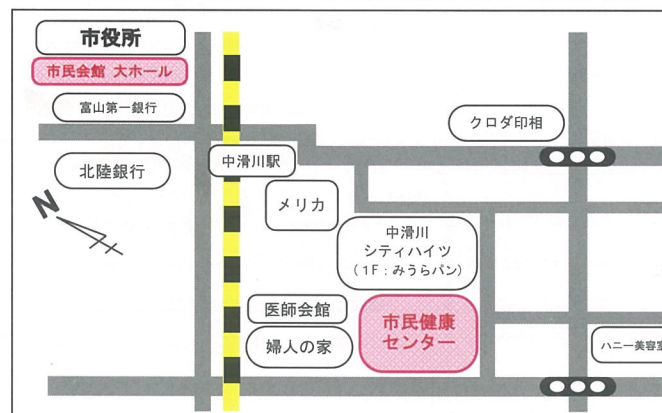 市役所
市民会館 大ホール
富山第一銀行
クロダ印相
北陸銀行
中滑川駅
N
メリカ
中滑川
シティハイツ
(1F:みうらパン)
医師会館
市民健康
センター
婦人の家
ハニー美容室